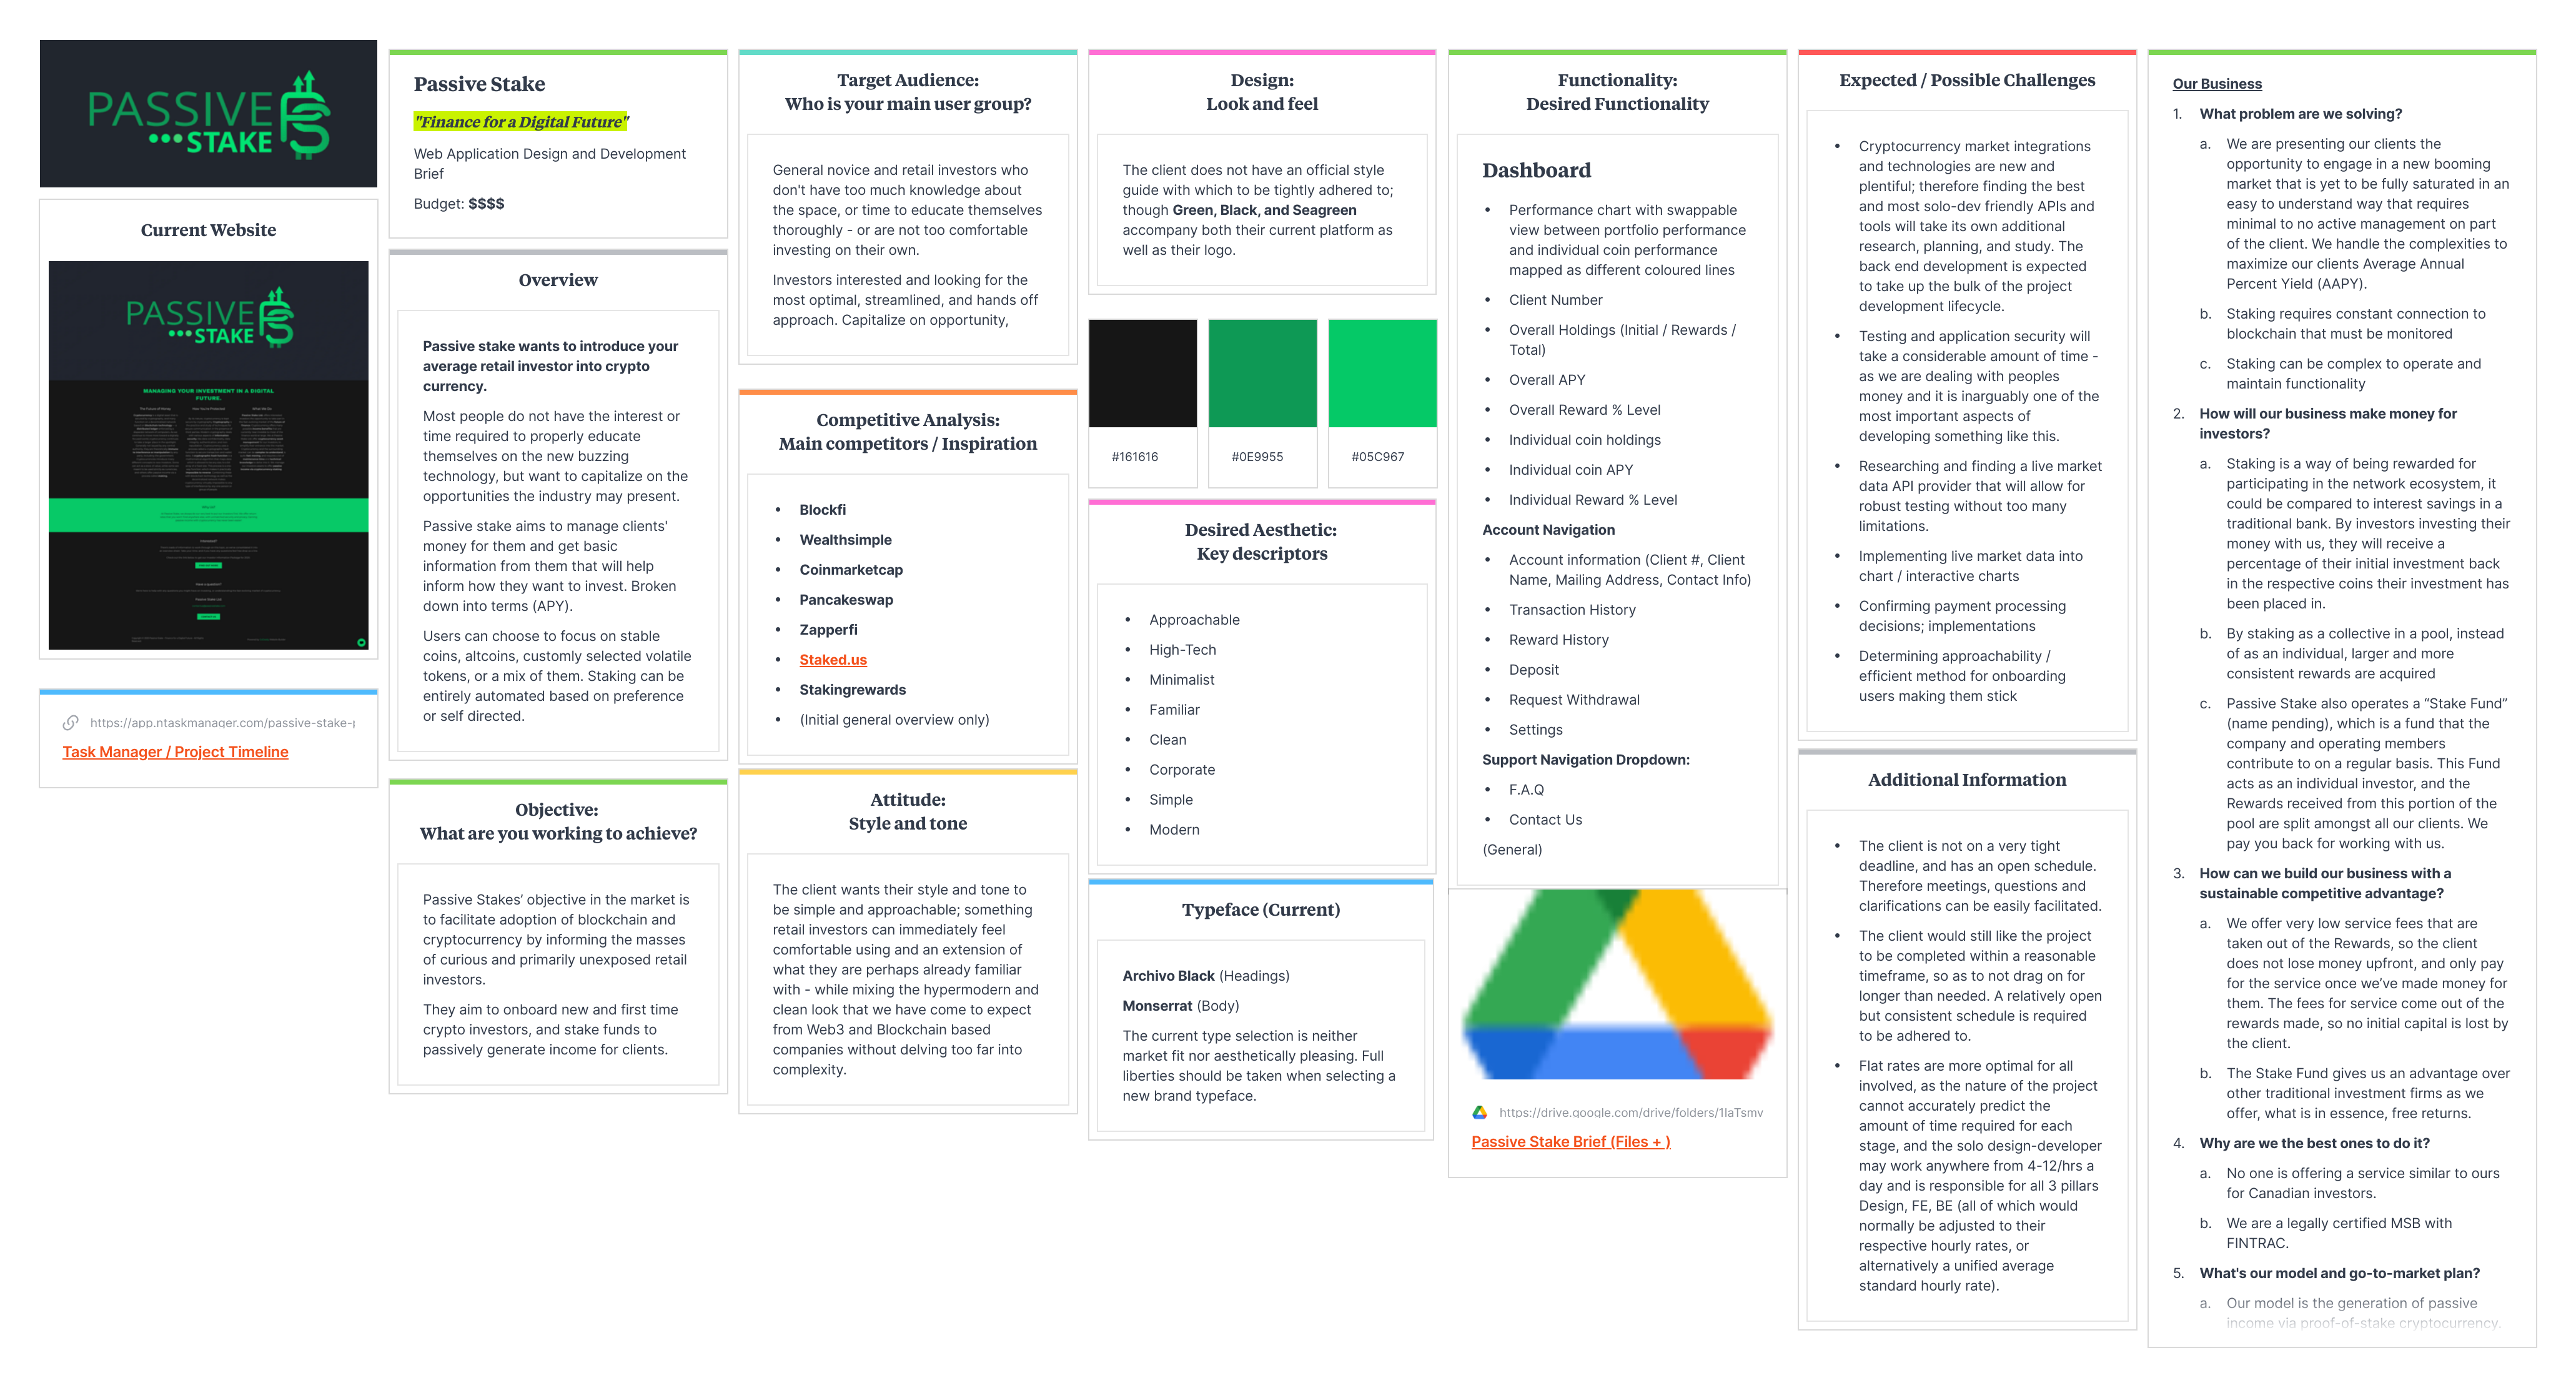 PASSIVE
STAKE
Current Website
PASSIVE
STAKE
MANAGING YOUR INVESTMENT IN A DIGITAL
FUTURE.
https://app.ntaskmanager.com/passive-stake-p
Task Manager / Project Timeline
Passive Stake
"Finance for a Digital Future"
Web Application Design and Development
Brief
Budget: $$$$
Overview
Passive stake wants to introduce your
average retail investor into crypto
currency.
Most people do not have the interest or
time required to properly educate
themselves on the new buzzing
technology, but want to capitalize on the
opportunities the industry may present.
Passive stake aims to manage clients'
money for them and get basic
information from them that will help
inform how they want to invest. Broken
down into terms (APY).
Users can choose to focus on stable
coins, altcoins, customly selected volatile
tokens, or a mix of them. Staking can be
entirely automated based on preference
or self directed.
Objective:
What are you working to achieve?
Passive Stakes’ objective in the market is
to facilitate adoption of blockchain and
cryptocurrency by informing the masses
of curious and primarily unexposed retail
investors.
They aim to onboard new and first time
crypto investors, and stake funds to
passively generate income for clients.
Target Audience:
Who is your main user group?
General novice and retail investors who
don't have too much knowledge about
the space, or time to educate themselves
thoroughly - or are not too comfortable
investing on their own.
Investors interested and looking for the
most optimal, streamlined, and hands off
approach. Capitalize on opportunity,
Competitive Analysis:
Main competitors / Inspiration
• Blockfi
• Wealthsimple
• Coinmarketcap
• Pancakeswap
• Zapperfi
• Staked.us
• Stakingrewards
• (Initial general overview only)
Attitude:
Style and tone
The client wants their style and tone to
be simple and approachable; something
retail investors can immediately feel
comfortable using and an extension of
what they are perhaps already familiar
with - while mixing the hypermodern and
clean look that we have come to expect
from Web3 and Blockchain based
companies without delving too far into
complexity.
Design:
Look and feel
The client does not have an official style
guide with which to be tightly adhered to;
though Green, Black, and Seagreen
accompany both their current platform as
well as their logo.
#161616
#0E9955
#05C967
Desired Aesthetic:
Key descriptors
• Approachable
• High-Tech
• Minimalist
• Familiar
• Clean
• Corporate
• Simple
• Modern
Typeface (Current)
Archivo Black (Headings)
Monserrat (Body)
The current type selection is neither
market fit nor aesthetically pleasing. Full
liberties should be taken when selecting a
new brand typeface.
Functionality:
Desired Functionality
Dashboard
• Performance chart with swappable
view between portfolio performance
and individual coin performance
mapped as different coloured lines
• Client Number
• Overall Holdings (Initial / Rewards /
Total)
• Overall APY
• Overall Reward % Level
• Individual coin holdings
• Individual coin APY
• Individual Reward % Level
Account Navigation
• Account information (Client #, Client
Name, Mailing Address, Contact Info)
• Transaction History
• Reward History
• Deposit
• Request Withdrawal
• Settings
Support Navigation Dropdown:
• F.A.Q
• Contact Us
(General)
https://drive.google.com/drive/folders/1IaTsmv
Passive Stake Brief (Files + )
Expected / Possible Challenges
• Cryptocurrency market integrations
and technologies are new and
plentiful; therefore finding the best
and most solo-dev friendly APIs and
tools will take its own additional
research, planning, and study. The
back end development is expected
to take up the bulk of the project
development lifecycle.
• Testing and application security will
take a considerable amount of time -
as we are dealing with peoples
money and it is inarguably one of the
most important aspects of
developing something like this.
• Researching and finding a live market
data API provider that will allow for
robust testing without too many
limitations.
• Implementing live market data into
chart / interactive charts
• Confirming payment processing
decisions; implementations
• Determining approachability /
efficient method for onboarding
users making them stick
Additional Information
• The client is not on a very tight
deadline, and has an open schedule.
Therefore meetings, questions and
clarifications can be easily facilitated.
• The client would still like the project
to be completed within a reasonable
timeframe, so as to not drag on for
longer than needed. A relatively open
but consistent schedule is required
to be adhered to.
• Flat rates are more optimal for all
involved, as the nature of the project
cannot accurately predict the
amount of time required for each
stage, and the solo design-developer
may work anywhere from 4-12/hrs a
day and is responsible for all 3 pillars
Design, FE, BE (all of which would
normally be adjusted to their
respective hourly rates, or
alternatively a unified average
standard hourly rate).
Our Business
1. What problem are we solving?
a. We are presenting our clients the
opportunity to engage in a new booming
market that is yet to be fully saturated in an
easy to understand way that requires
minimal to no active management on part
of the client. We handle the complexities to
maximize our clients Average Annual
Percent Yield (AAPY).
b. Staking requires constant connection to
blockchain that must be monitored
c. Staking can be complex to operate and
maintain functionality
2. How will our business make money for
investors?
a. Staking is a way of being rewarded for
participating in the network ecosystem, it
could be compared to interest savings in a
traditional bank. By investors investing their
money with us, they will receive a
percentage of their initial investment back
in the respective coins their investment has
been placed in.
b. By staking as a collective in a pool, instead
of as an individual, larger and more
consistent rewards are acquired
c. Passive Stake also operates a “Stake Fund”
(name pending), which is a fund that the
company and operating members
contribute to on a regular basis. This Fund
acts as an individual investor, and the
Rewards received from this portion of the
pool are split amongst all our clients. We
pay you back for working with us.
3. How can we build our business with a
sustainable competitive advantage?
a. We offer very low service fees that are
taken out of the Rewards, so the client
does not lose money upfront, and only pay
for the service once we’ve made money for
them. The fees for service come out of the
rewards made, so no initial capital is lost by
the client.
b. The Stake Fund gives us an advantage over
other traditional investment firms as we
offer, what is in essence, free returns.
4. Why are we the best ones to do it?
a. No one is offering a service similar to ours
for Canadian investors.
b. We are a legally certified MSB with
FINTRAC.
5. What's our model and go-to-market plan?
a. Our model is the generation of passive
income via proof-of-stake cryptocurrency.